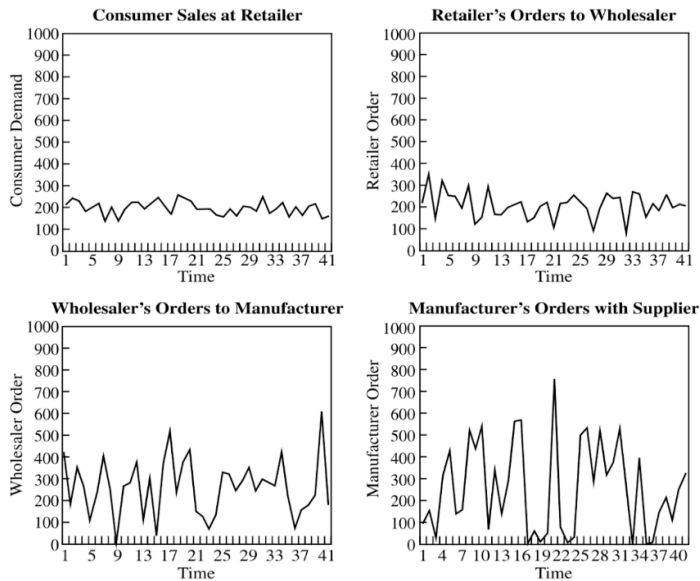 Consumer Sales at Retailer
1000
900
800
700
600
500
400
300
200
100
0
Consumer Demand
1 5 9 13 17 21 25 29 33 37 41
Time
Retailer's Orders to Wholesaler
1000
900
800
700
600
500
400
300
200
100
0
Retailer Order
1 5 9 13 17 21 25 29 33 37 41
Time
Wholesaler's Orders to Manufacturer
1000
900
800
700
600
500
400
300
200
100
0
Wholesaler Order
1 5 9 13 17 21 25 29 33 37 41
Time
Manufacturer's Orders with Supplier
1000
900
800
700
600
500
400
300
200
100
0
Manufacturer Order
1 4 7 10 13 16 19 22 25 28 31 34 37 40
Time